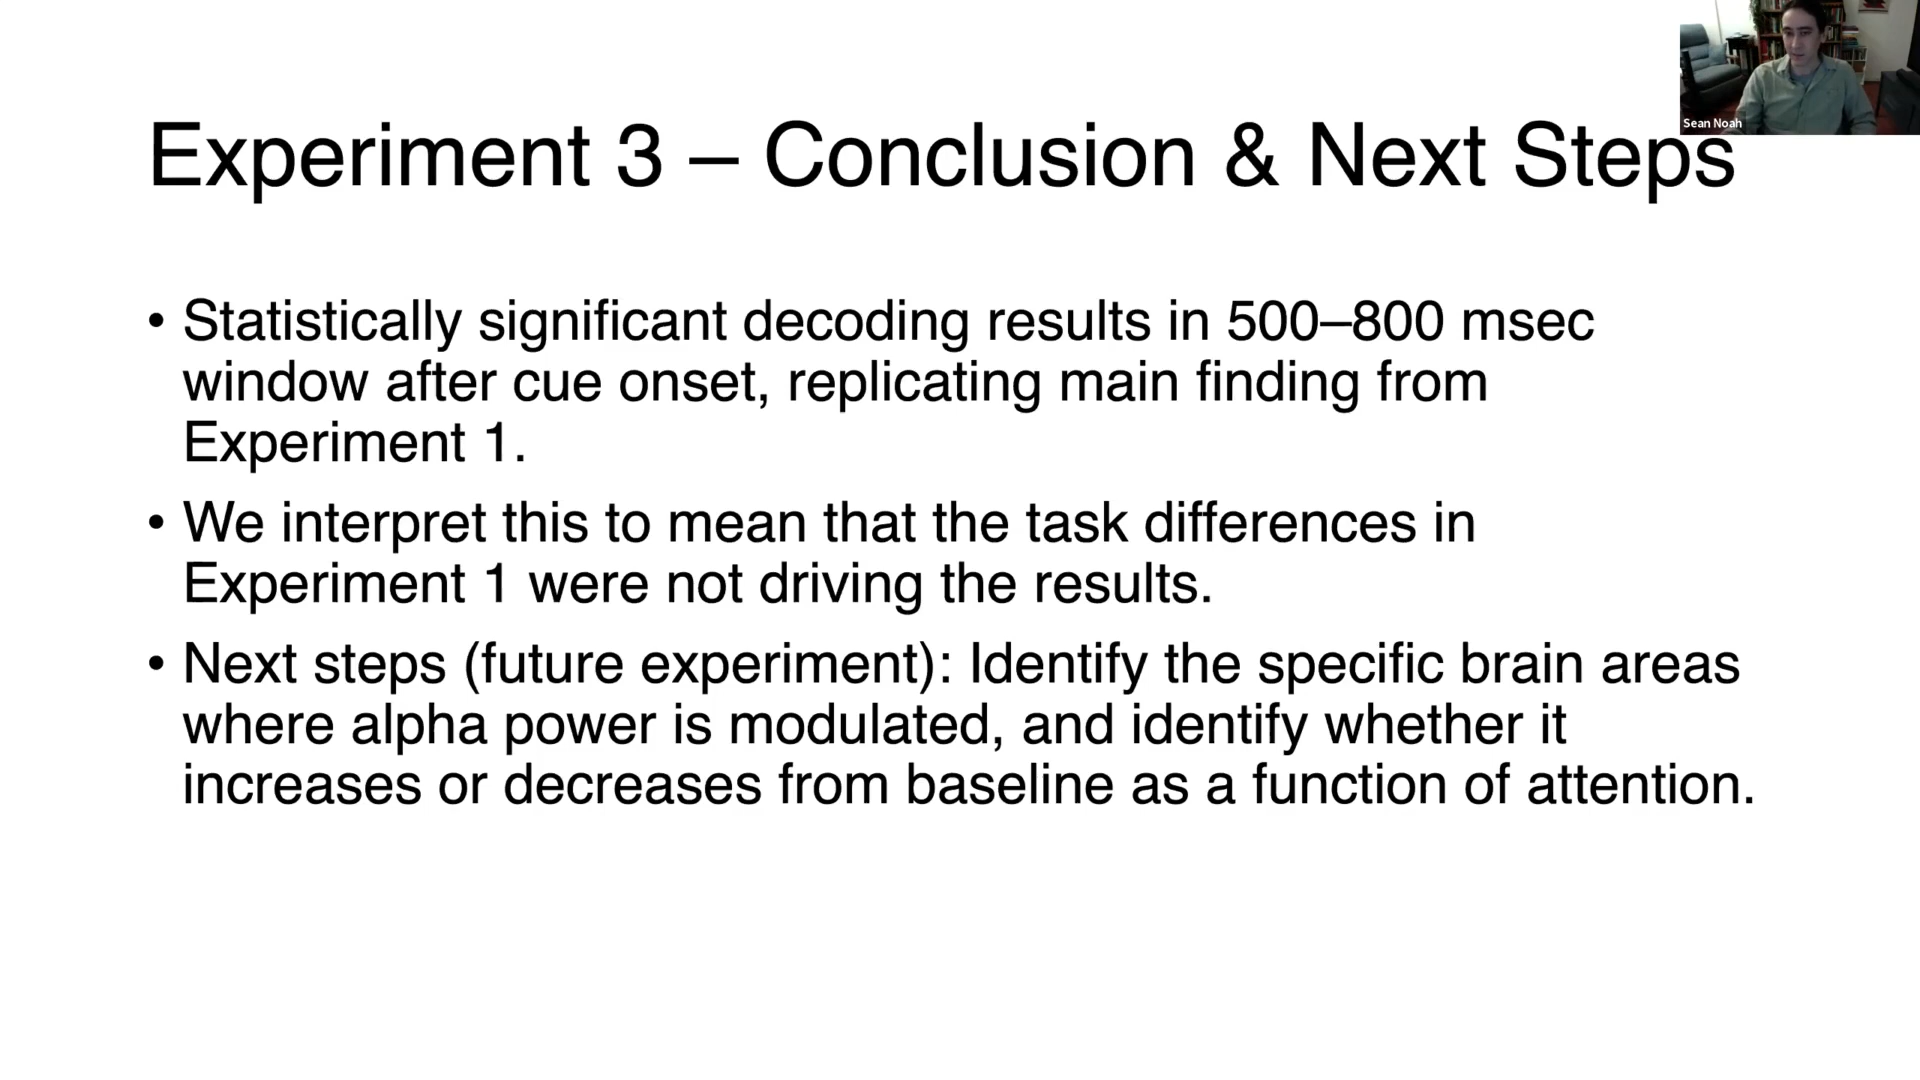 Sean Noah
Experiment 3 – Conclusion & Next Steps
• Statistically significant decoding results in 500–800 msec
window after cue onset, replicating main finding from
Experiment 1.
• We interpret this to mean that the task differences in
Experiment 1 were not driving the results.
• Next steps (future experiment): Identify the specific brain areas
where alpha power is modulated, and identify whether it
increases or decreases from baseline as a function of attention.